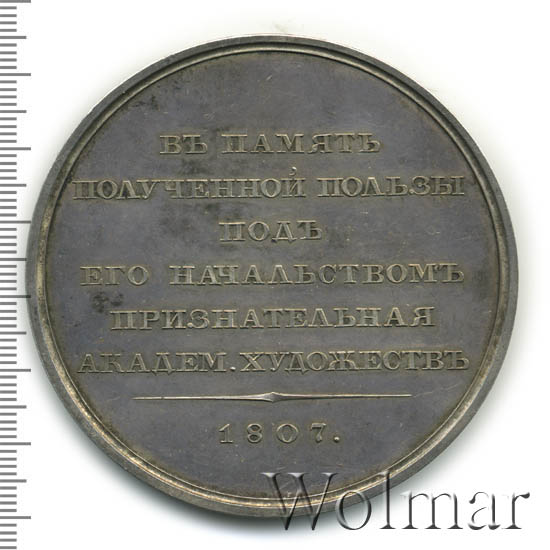 ВЪ ПАМЯТЬ
ПОЛУЧЕННОЙ ПОЛЬЗЫ
ПОДЪ
ЕГО НАЧАЛЬСТВОМЪ
ПРИЗНАТЕЛЬНАЯ
АКАДЕМ. ХУДОЖЕСТВЪ
1807.
Wolmar